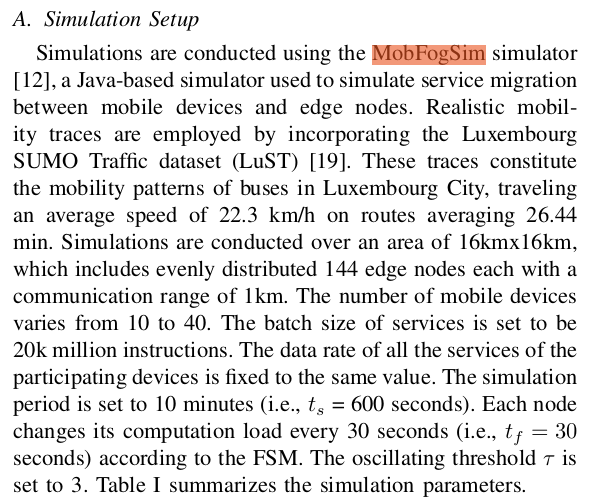 A. Simulation Setup
Simulations are conducted using the MobFogSim simulator
[12], a Java-based simulator used to simulate service migration
between mobile devices and edge nodes. Realistic mobil-
ity traces are employed by incorporating the Luxembourg
SUMO Traffic dataset (LuST) [19]. These traces constitute
the mobility patterns of buses in Luxembourg City, traveling
an average speed of 22.3 km/h on routes averaging 26.44
min. Simulations are conducted over an area of 16kmx16km,
which includes evenly distributed 144 edge nodes each with a
communication range of 1km. The number of mobile devices
varies from 10 to 40. The batch size of services is set to be
20k million instructions. The data rate of all the services of the
participating devices is fixed to the same value. The simulation
period is set to 10 minutes (i.e., t_s = 600 seconds). Each node
changes its computation load every 30 seconds (i.e., t_f = 30
seconds) according to the FSM. The oscillating threshold τ is
set to 3. Table I summarizes the simulation parameters.